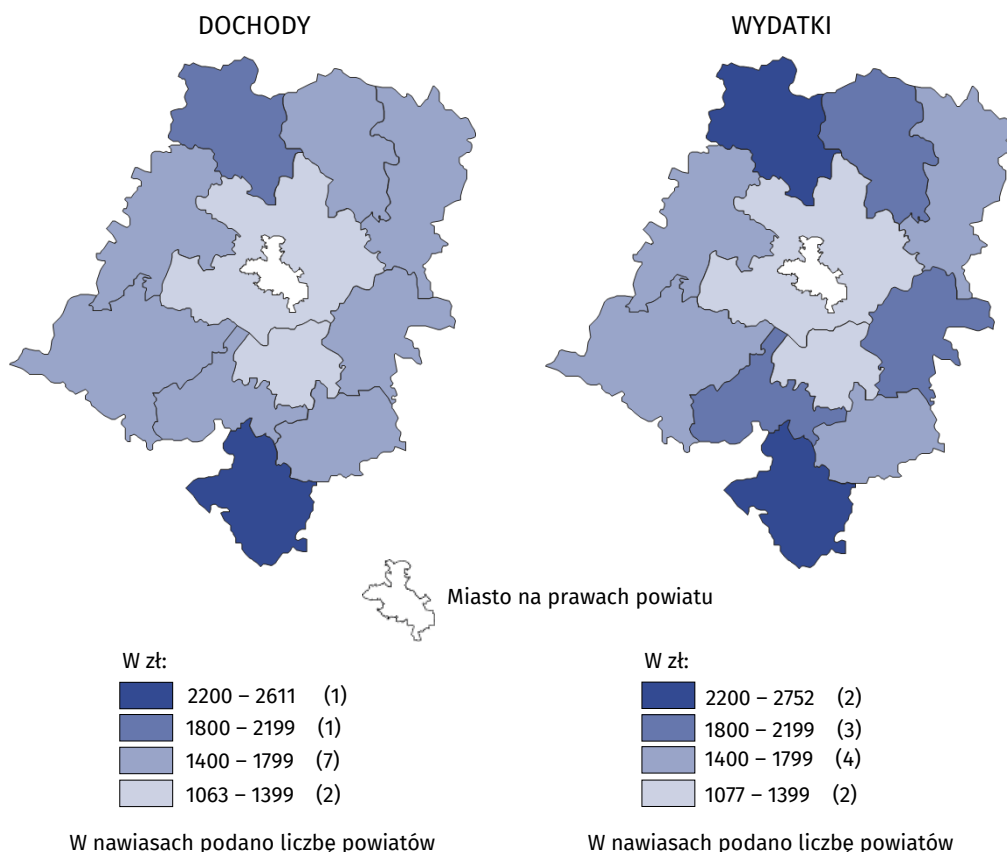 DOCHODY
WYDATKI
Miasto na prawach powiatu
W zł:
2200 – 2611 (1)
1800 – 2199 (1)
1400 – 1799 (7)
1063 – 1399 (2)
W nawiasach podano liczbę powiatów
W zł:
2200 – 2752 (2)
1800 – 2199 (3)
1400 – 1799 (4)
1077 – 1399 (2)
W nawiasach podano liczbę powiatów